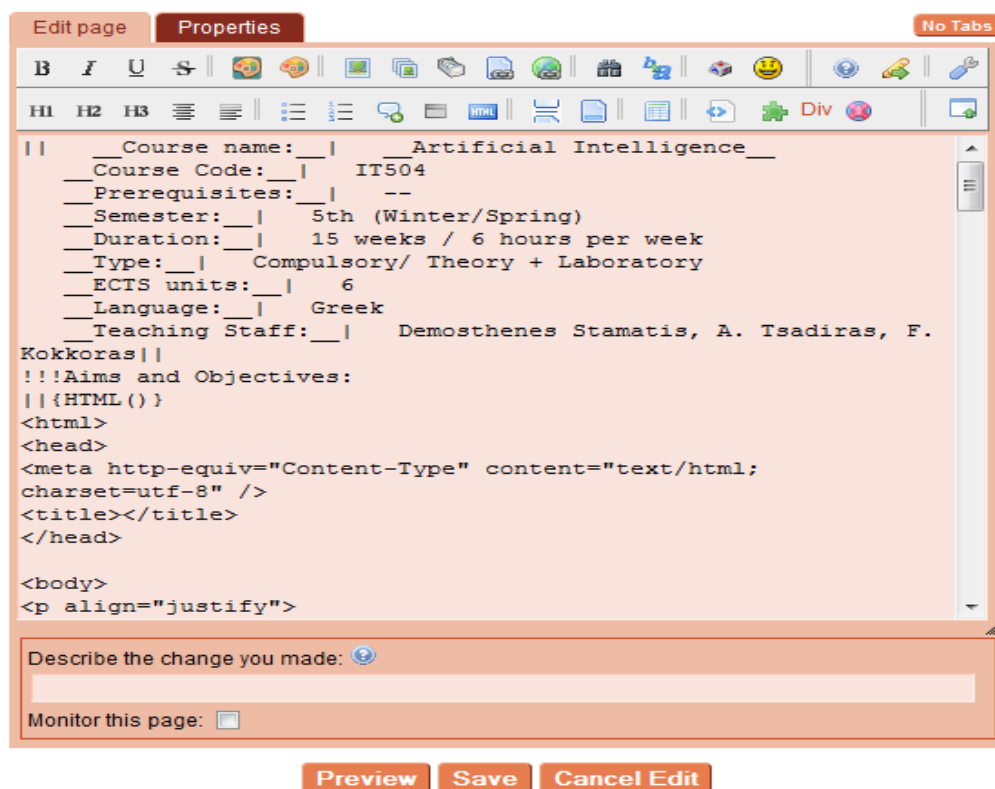 Edit page Properties No Tabs
B I U S
H1 H2 H3 HTML Div
|| __Course name:__| __Artificial Intelligence__
__Course Code:__| IT504
__Prerequisites:__| --
__Semester:__| 5th (Winter/Spring)
__Duration:__| 15 weeks / 6 hours per week
__Type:__| Compulsory/ Theory + Laboratory
__ECTS units:__| 6
__Language:__| Greek
__Teaching Staff:__| Demosthenes Stamatis, A. Tsadiras, F.
Kokkoras||
!!!Aims and Objectives:
||{HTML()}
<html>
<head>
<meta http-equiv="Content-Type" content="text/html;
charset=utf-8" />
<title></title>
</head>
<body>
<p align="justify">
Describe the change you made:
Monitor this page:
Preview Save Cancel Edit